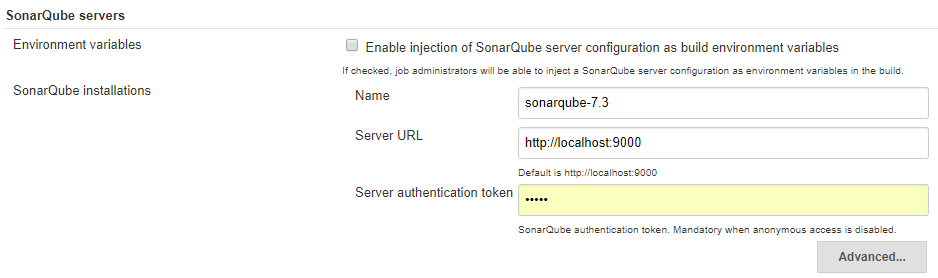 SonarQube servers
Environment variables
Enable injection of SonarQube server configuration as build environment variables
If checked, job administrators will be able to inject a SonarQube server configuration as environment variables in the build.
SonarQube installations
Name
sonarqube-7.3
Server URL
http://localhost:9000
Default is http://localhost:9000
Server authentication token
•••••
SonarQube authentication token. Mandatory when anonymous access is disabled.
Advanced...